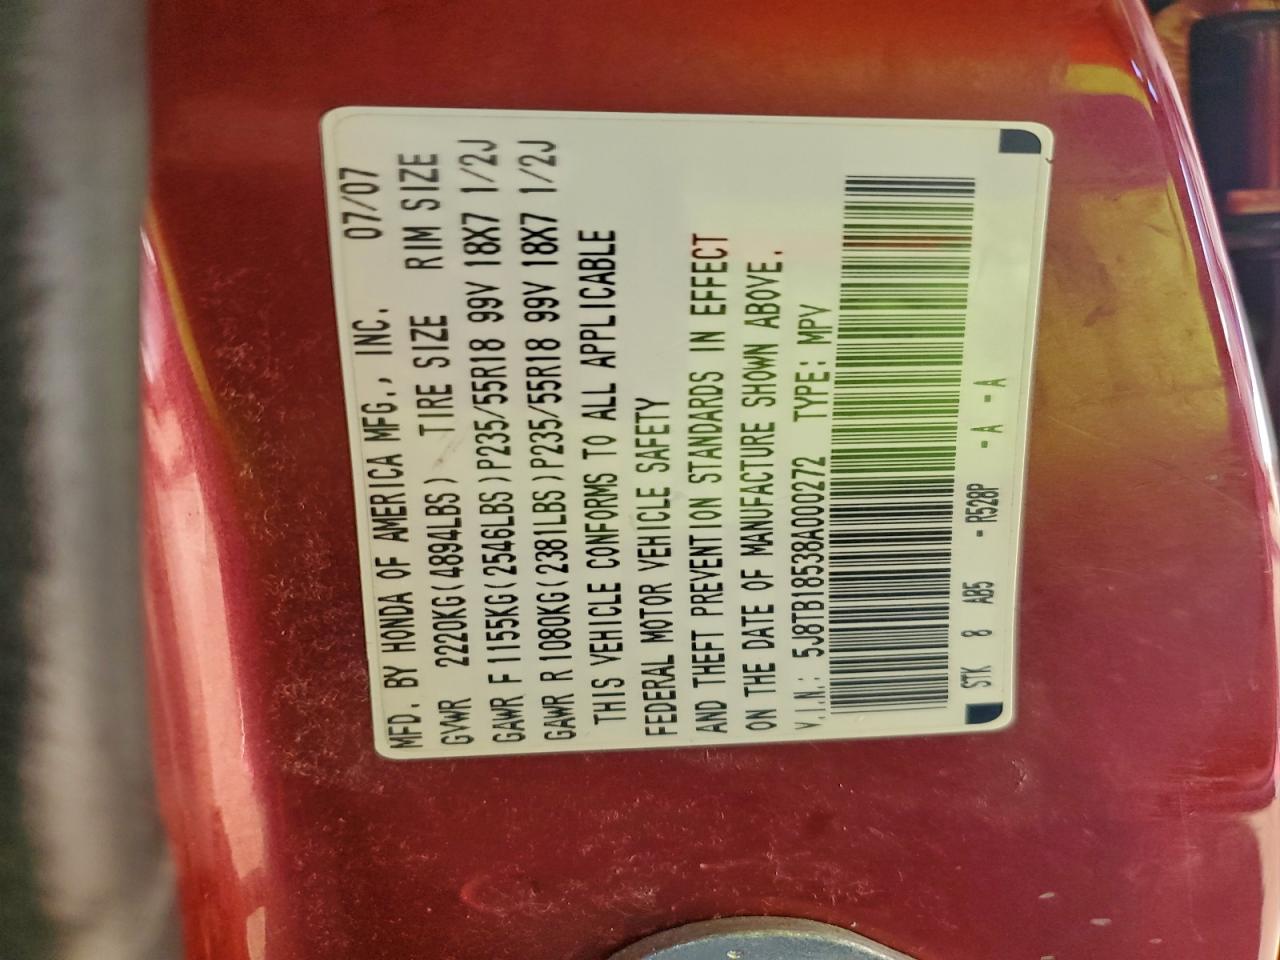 MFD. BY HONDA OF AMERICA MFG., INC. 07/07
GVWR 2220KG(4894LBS) TIRE SIZE RIM SIZE
GAWR F 1155KG(2546LBS)P235/55R18 99V 18X7 1/2J
GAWR R 1080KG(2381LBS)P235/55R18 99V 18X7 1/2J
THIS VEHICLE CONFORMS TO ALL APPLICABLE
FEDERAL MOTOR VEHICLE SAFETY
AND THEFT PREVENTION STANDARDS IN EFFECT
ON THE DATE OF MANUFACTURE SHOWN ABOVE.
V.I.N.: 5J8TB18538A000272 TYPE: MPV
STK 8 AB5 - R528P - A - A